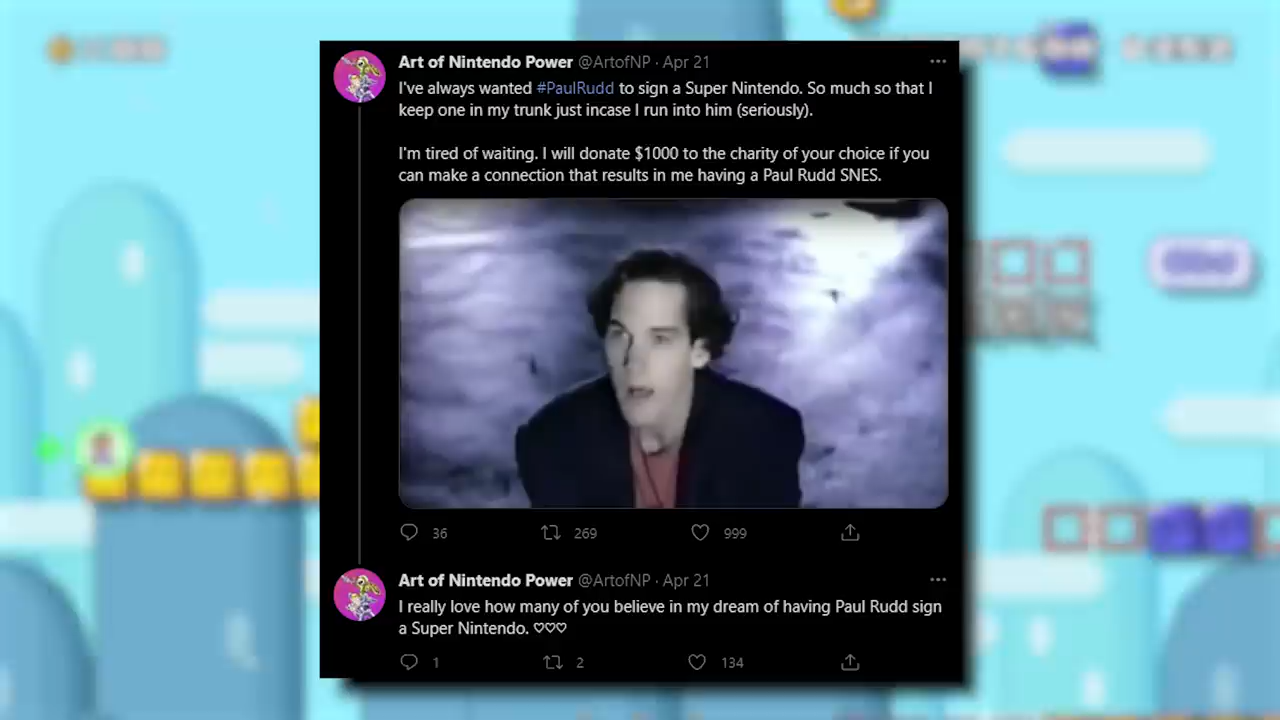 Art of Nintendo Power @ArtofNP · Apr 21
I've always wanted #PaulRudd to sign a Super Nintendo. So much so that I
keep one in my trunk just incase I run into him (seriously).
I'm tired of waiting. I will donate $1000 to the charity of your choice if you
can make a connection that results in me having a Paul Rudd SNES.
36 269 999
Art of Nintendo Power @ArtofNP · Apr 21
I really love how many of you believe in my dream of having Paul Rudd sign
a Super Nintendo. ♡♡♡
1 2 134